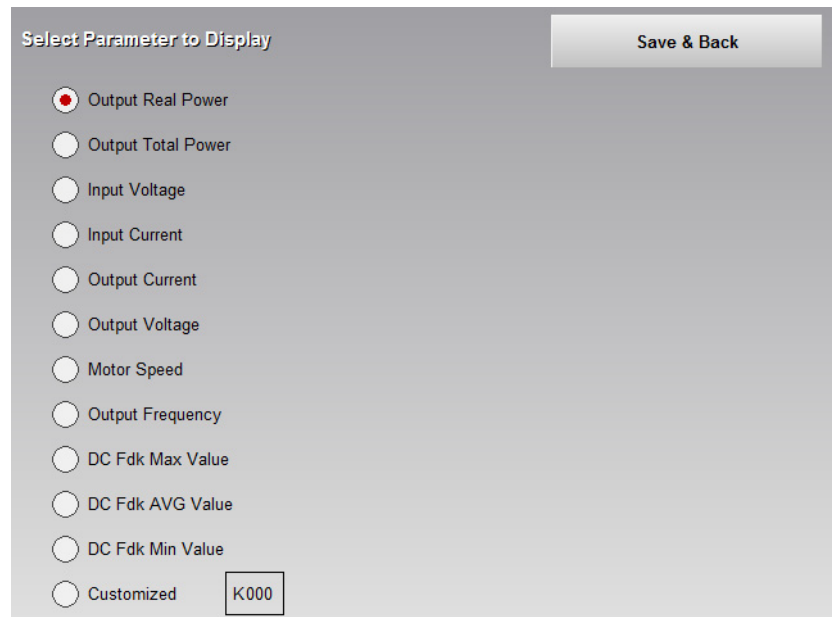 Select Parameter to Display
Save & Back
Output Real Power
Output Total Power
Input Voltage
Input Current
Output Current
Output Voltage
Motor Speed
Output Frequency
DC Fdk Max Value
DC Fdk AVG Value
DC Fdk Min Value
Customized K000